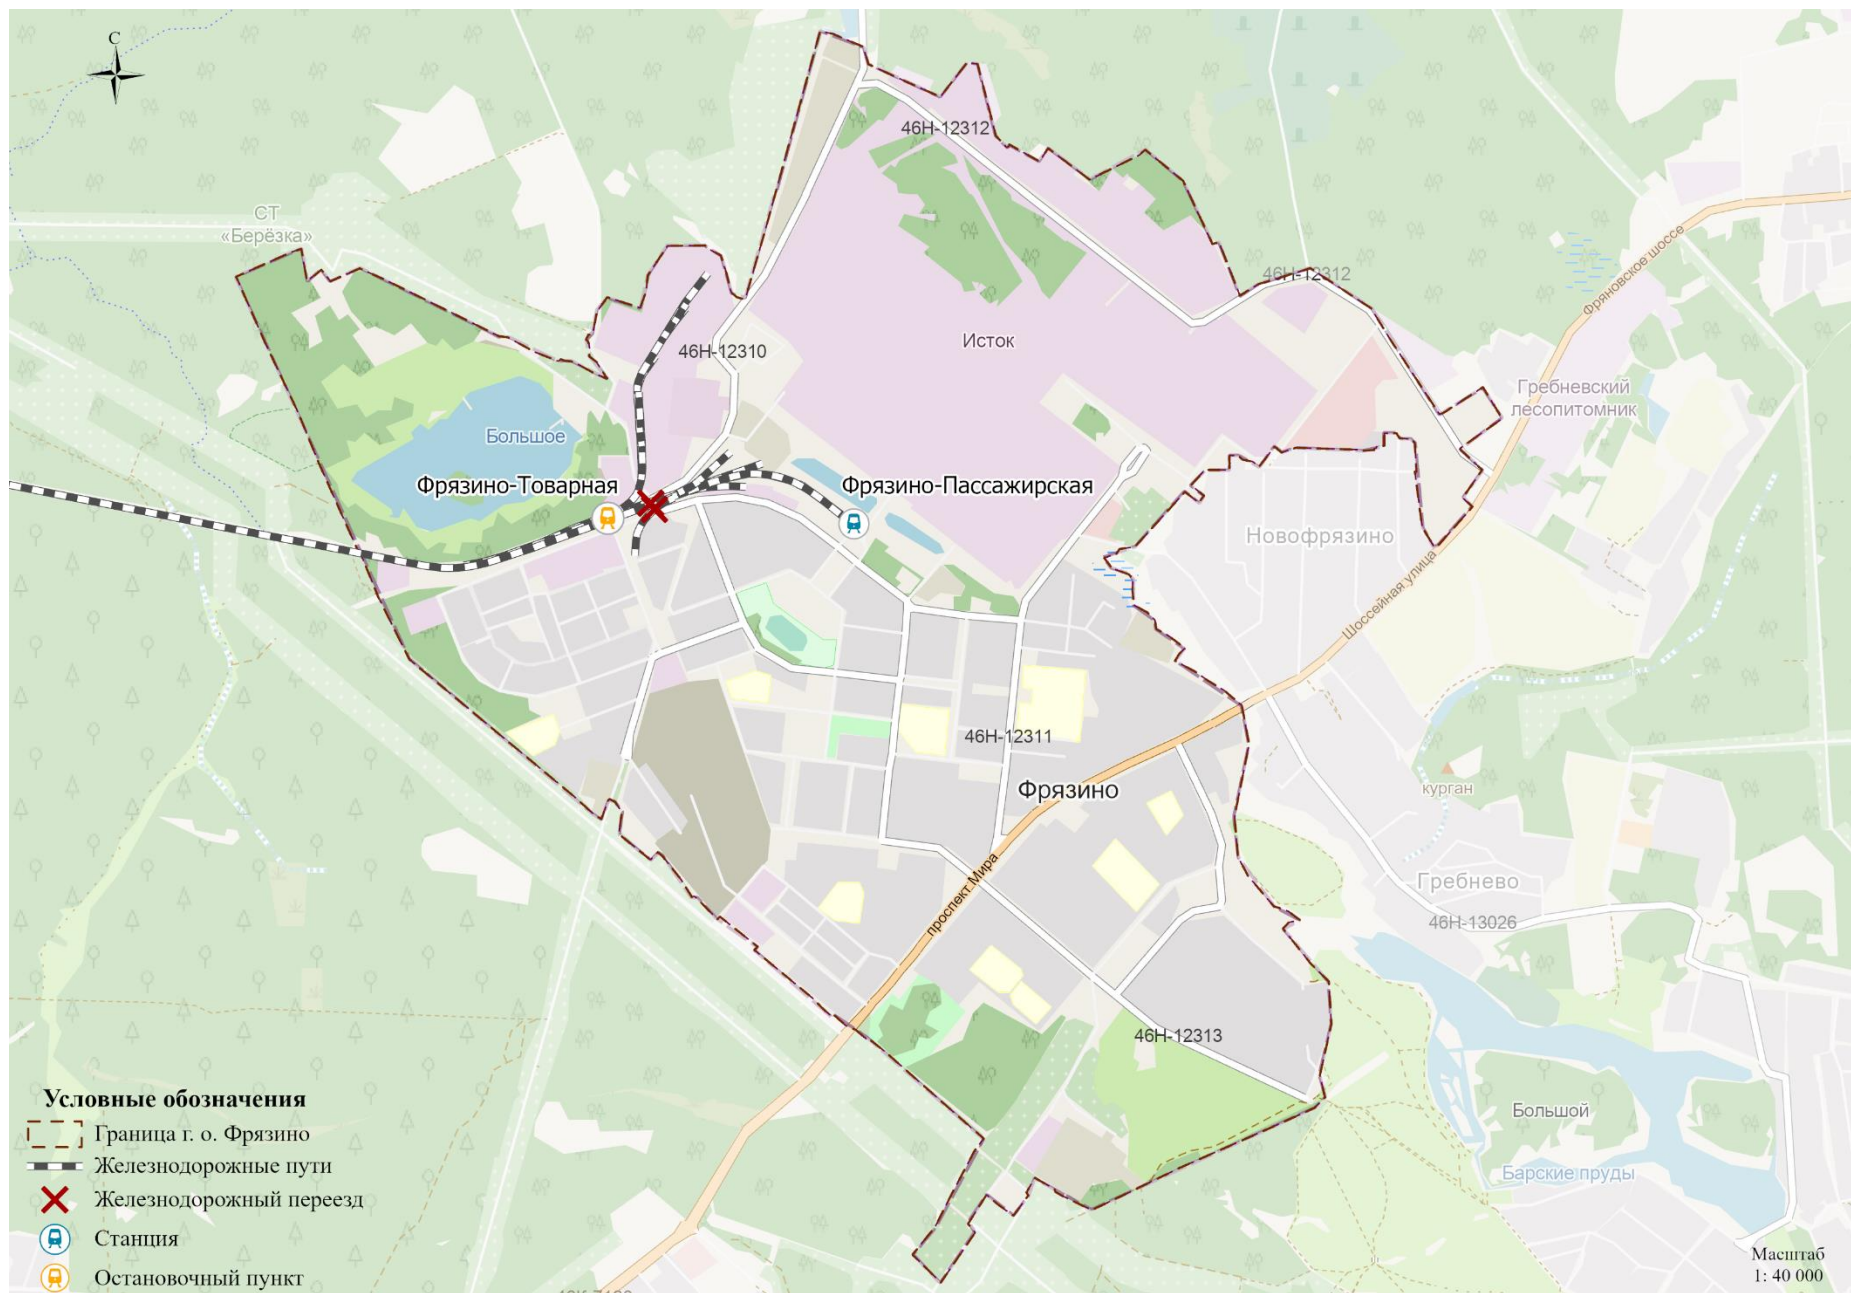 С
46Н-12312
СТ
«Берёзка»
Фряновское шоссе
46Н-12312
Исток
46Н-12310
Гребневский
лесопитомник
Большое
Фрязино-Товарная
Фрязино-Пассажирская
Новофрязино
Шоссейная улица
46Н-12311
Фрязино
курган
проспект Мира
Гребнево
46Н-13026
46Н-12313
Большой
Барские пруды
Условные обозначения
Граница г. о. Фрязино
Железнодорожные пути
Железнодорожный переезд
Станция
Остановочный пункт
Масштаб
1: 40 000